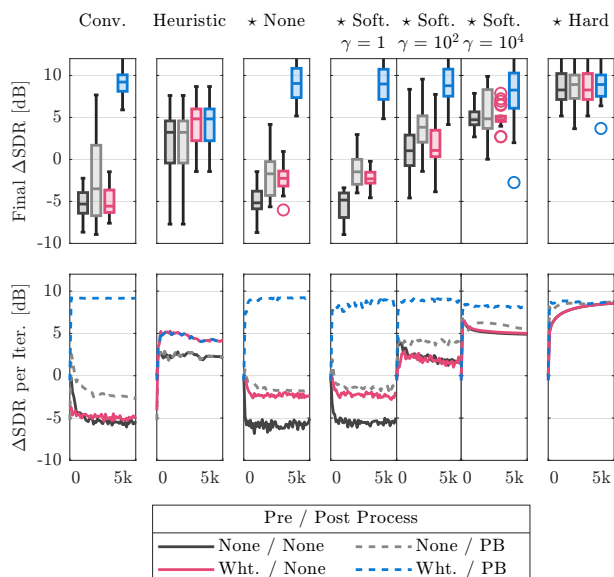 Conv. Heuristic ⋆ None ⋆ Soft. ⋆ Soft. ⋆ Soft. ⋆ Hard
γ = 1 γ = 10² γ = 10⁴
Final ΔSDR [dB]
10
5
0
-5
-10
ΔSDR per Iter. [dB]
10
5
0
-5
-10
0 5k 0 5k 0 5k 0 5k 0 5k 0 5k 0 5k
Pre / Post Process
None / None None / PB
Wht. / None Wht. / PB